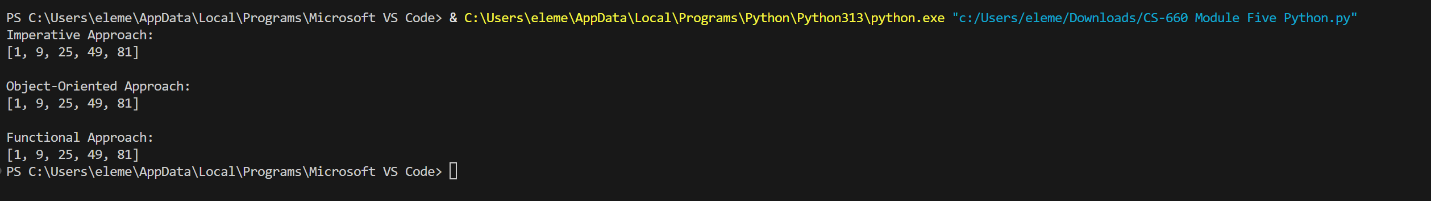 PS C:\Users\eleme\AppData\Local\Programs\Microsoft VS Code> & C:\Users\eleme\AppData\Local\Programs\Python\Python313\python.exe "c:/Users/eleme/Downloads/CS-660 Module Five Python.py"
Imperative Approach:
[1, 9, 25, 49, 81]

Object-Oriented Approach:
[1, 9, 25, 49, 81]

Functional Approach:
[1, 9, 25, 49, 81]
PS C:\Users\eleme\AppData\Local\Programs\Microsoft VS Code>